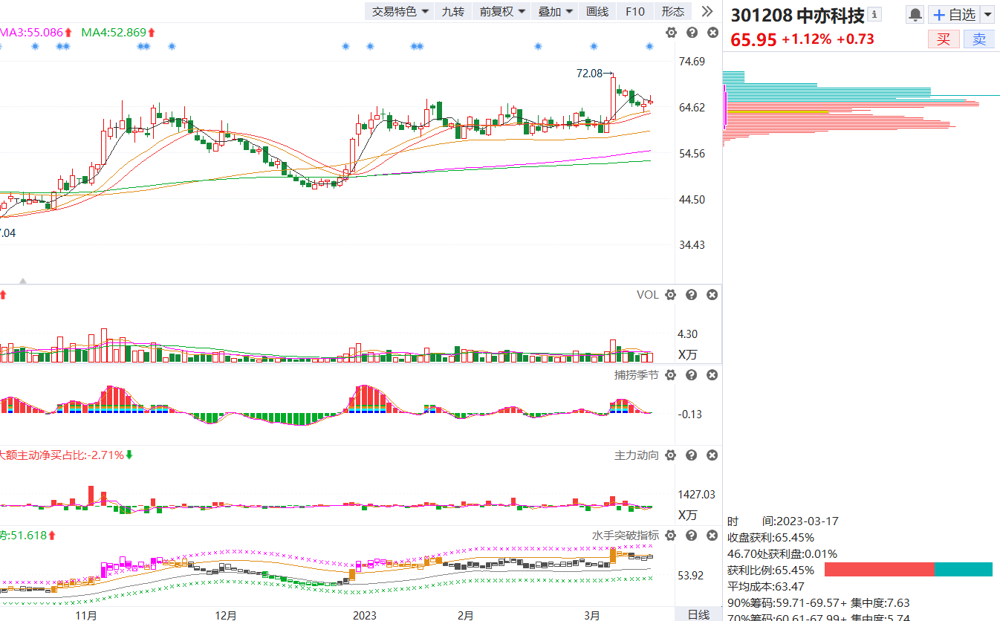 交易特色 九转 前复权 叠加 画线 F10 形态
MA3:55.086 MA4:52.869
74.69
72.08→
64.62
54.56
44.50
34.43
7.04
VOL
4.30
X万
捕捞季节
-0.13
大额主动净买占比:-2.71%
主力动向
1427.03
X万
势:51.618
水手突破指标
53.92
11月 12月 2023 2月 3月 日线
301208 中亦科技 i
+自选
65.95 +1.12% +0.73
买 卖
时 间:2023-03-17
收盘获利:65.45%
46.70处获利盘:0.01%
获利比例:65.45%
平均成本:63.47
90%筹码:59.71-69.57+ 集中度:7.63
70%筹码:60.61-67.99+ 集中度:5.74